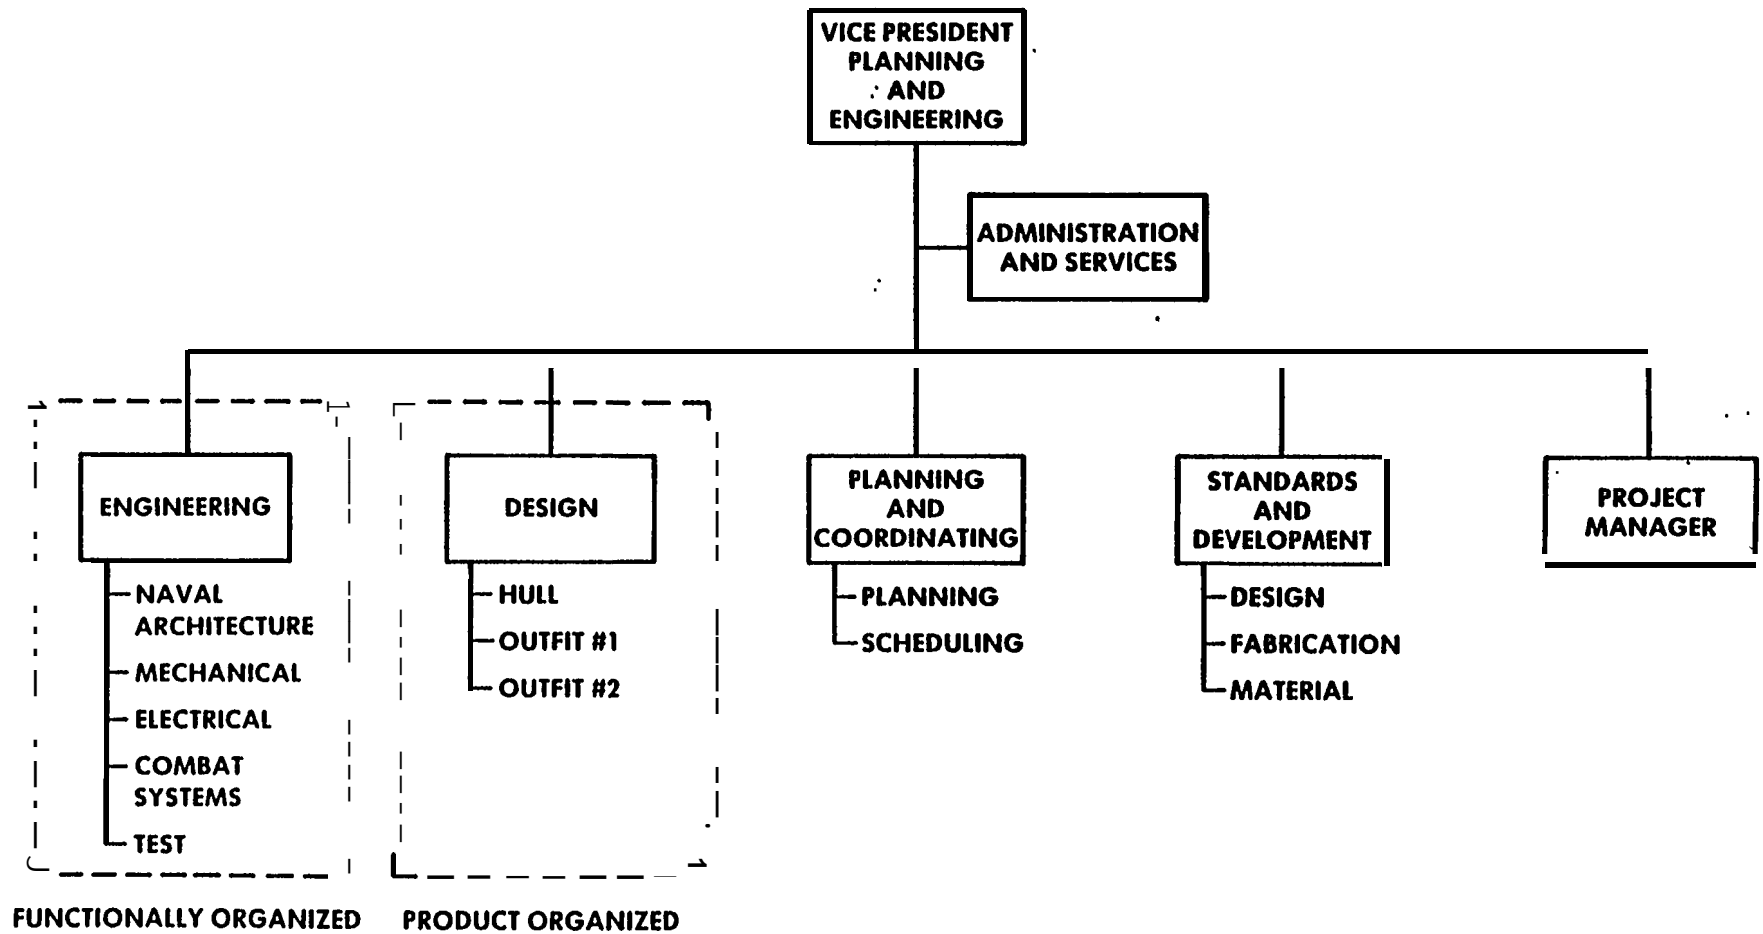 VICE PRESIDENT
PLANNING
AND
ENGINEERING
ADMINISTRATION
AND SERVICES
ENGINEERING
NAVAL
ARCHITECTURE
MECHANICAL
ELECTRICAL
COMBAT
SYSTEMS
TEST
FUNCTIONALLY ORGANIZED
DESIGN
HULL
OUTFIT #1
OUTFIT #2
PRODUCT ORGANIZED
PLANNING
AND
COORDINATING
PLANNING
SCHEDULING
STANDARDS
AND
DEVELOPMENT
DESIGN
FABRICATION
MATERIAL
PROJECT
MANAGER